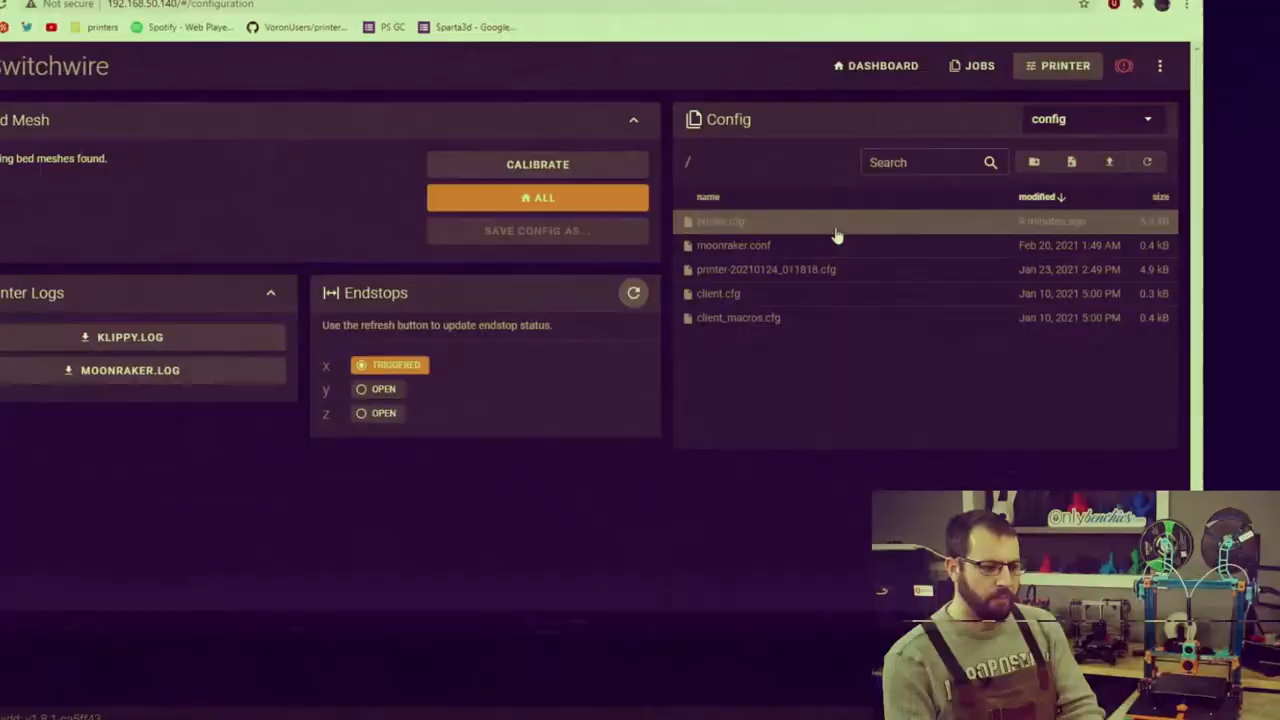 Not secure 192.168.50.140/#/configuration
printers Spotify - Web Playe... VoronUsers/printer... PS GC Sparta3d - Google...
witchwire
DASHBOARD JOBS PRINTER
d Mesh
ing bed meshes found.
CALIBRATE
ALL
SAVE CONFIG AS...
nter Logs
KLIPPY.LOG
MOONRAKER.LOG
Endstops
Use the refresh button to update endstop status.
x TRIGGERED
y OPEN
z OPEN
Config config
/ Search
name modified size
printer.cfg minutes ago
moonraker.conf Feb 20, 2021 1:49 AM 0.4 kB
printer-20210124_011818.cfg Jan 23, 2021 2:49 PM 4.9 kB
client.cfg Jan 10, 2021 5:00 PM 0.3 kB
client_macros.cfg Jan 10, 2021 5:00 PM 0.4 kB
Onlybenchies